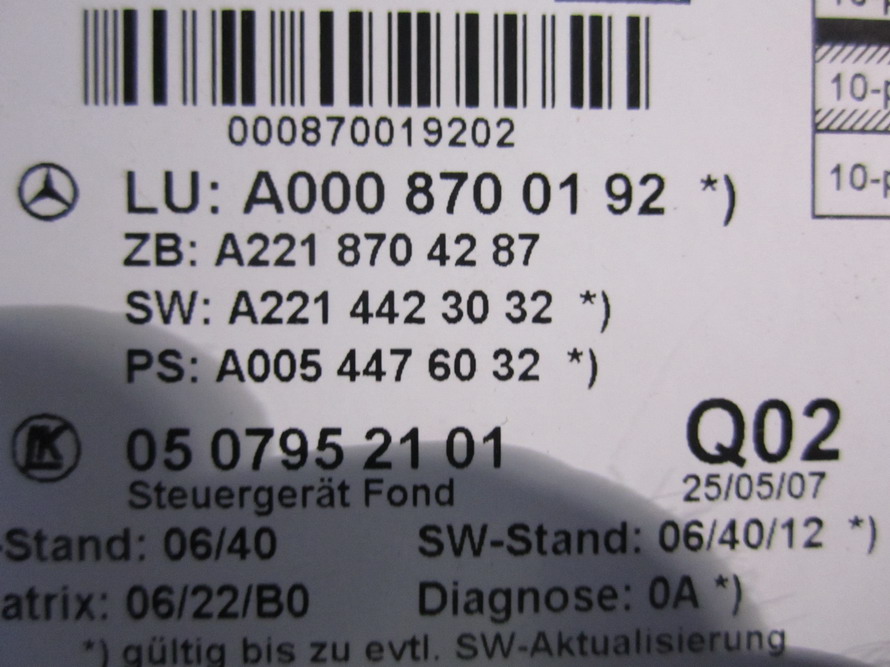 000870019202
LU: A000 870 01 92 *)
ZB: A221 870 42 87
SW: A221 442 30 32 *)
PS: A005 447 60 32 *)
05 0795 21 01
Q02
Steuergerät Fond
25/05/07
-Stand: 06/40 SW-Stand: 06/40/12 *)
atrix: 06/22/B0 Diagnose: 0A *)
*) gültig bis zu evtl. SW-Aktualisierung
10-p
10-p